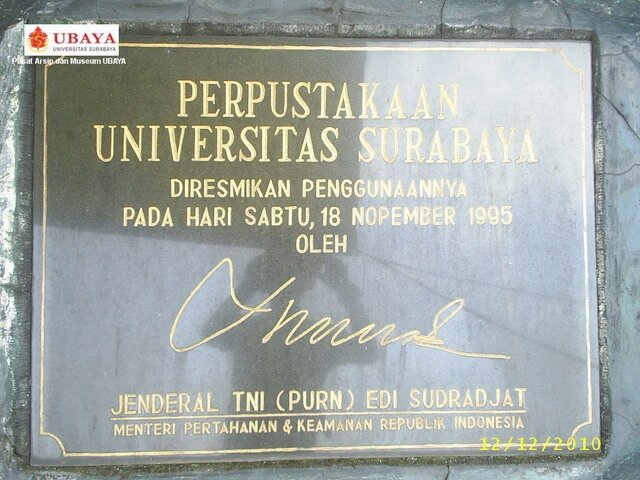 UBAYA
UNIVERSITAS SURABAYA
Pusat Arsip dan Museum UBAYA
PERPUSTAKAAN
UNIVERSITAS SURABAYA
DIRESMIKAN PENGGUNAANNYA
PADA HARI SABTU, 18 NOPEMBER 1995
OLEH
JENDERAL TNI (PURN) EDI SUDRADJAT
MENTERI PERTAHANAN & KEAMANAN REPUBLIK INDONESIA
12/12/2010